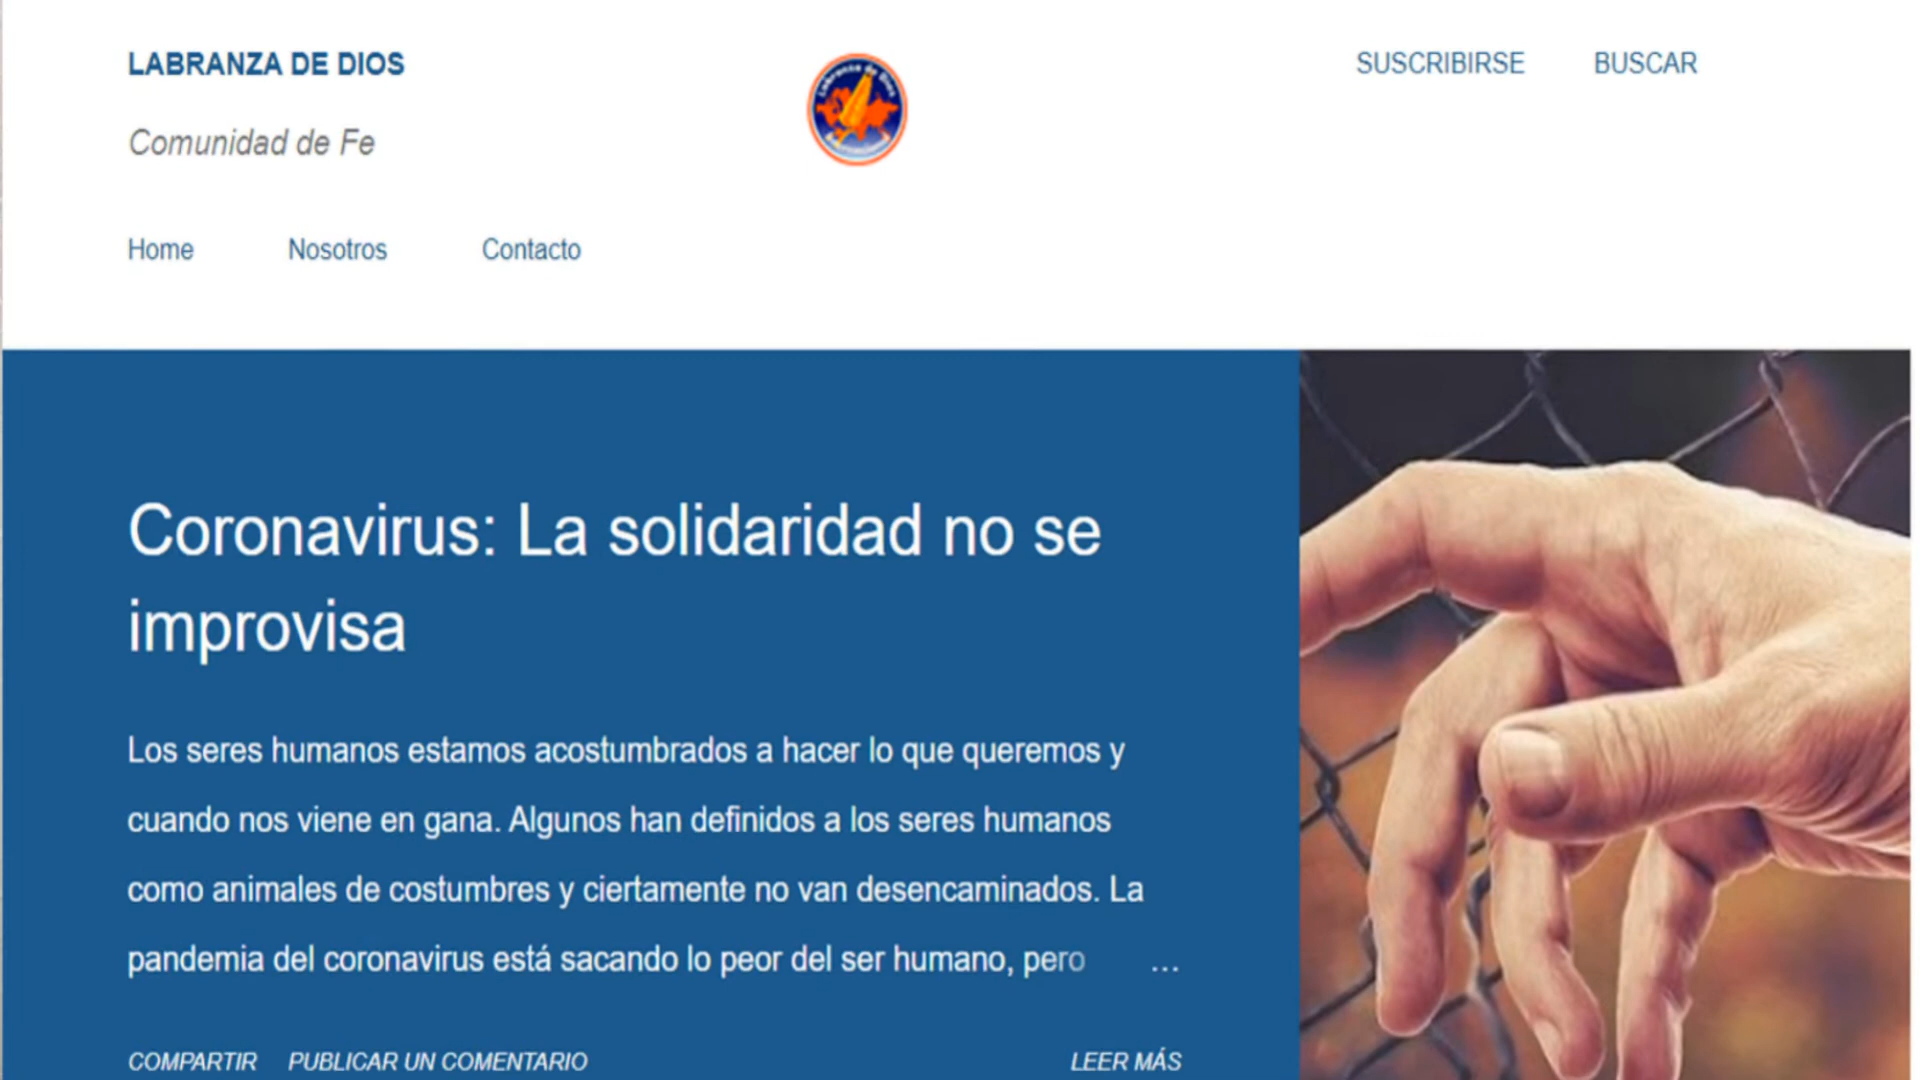 LABRANZA DE DIOS
Comunidad de Fe
Labranza de Dios
SUSCRIBIRSE
BUSCAR
Home
Nosotros
Contacto
Coronavirus: La solidaridad no se
improvisa
Los seres humanos estamos acostumbrados a hacer lo que queremos y
cuando nos viene en gana. Algunos han definidos a los seres humanos
como animales de costumbres y ciertamente no van desencaminados. La
pandemia del coronavirus está sacando lo peor del ser humano, pero ...
COMPARTIR
PUBLICAR UN COMENTARIO
LEER MÁS